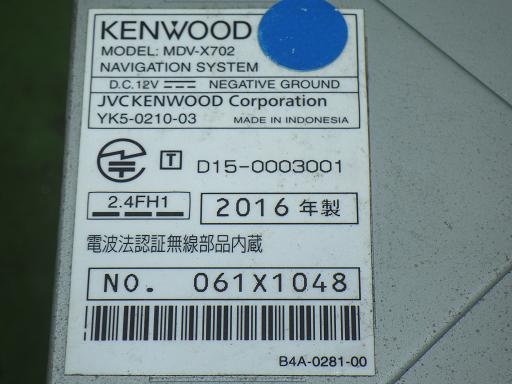 KENWOOD
MODEL: MDV-X702
NAVIGATION SYSTEM
D.C.12V NEGATIVE GROUND
JVCKENWOOD Corporation
YK5-0210-03 MADE IN INDONESIA
T D15-0003001
2.4FH1 2016 年製
電波法認証無線部品内蔵
NO. 061X1048
B4A-0281-00